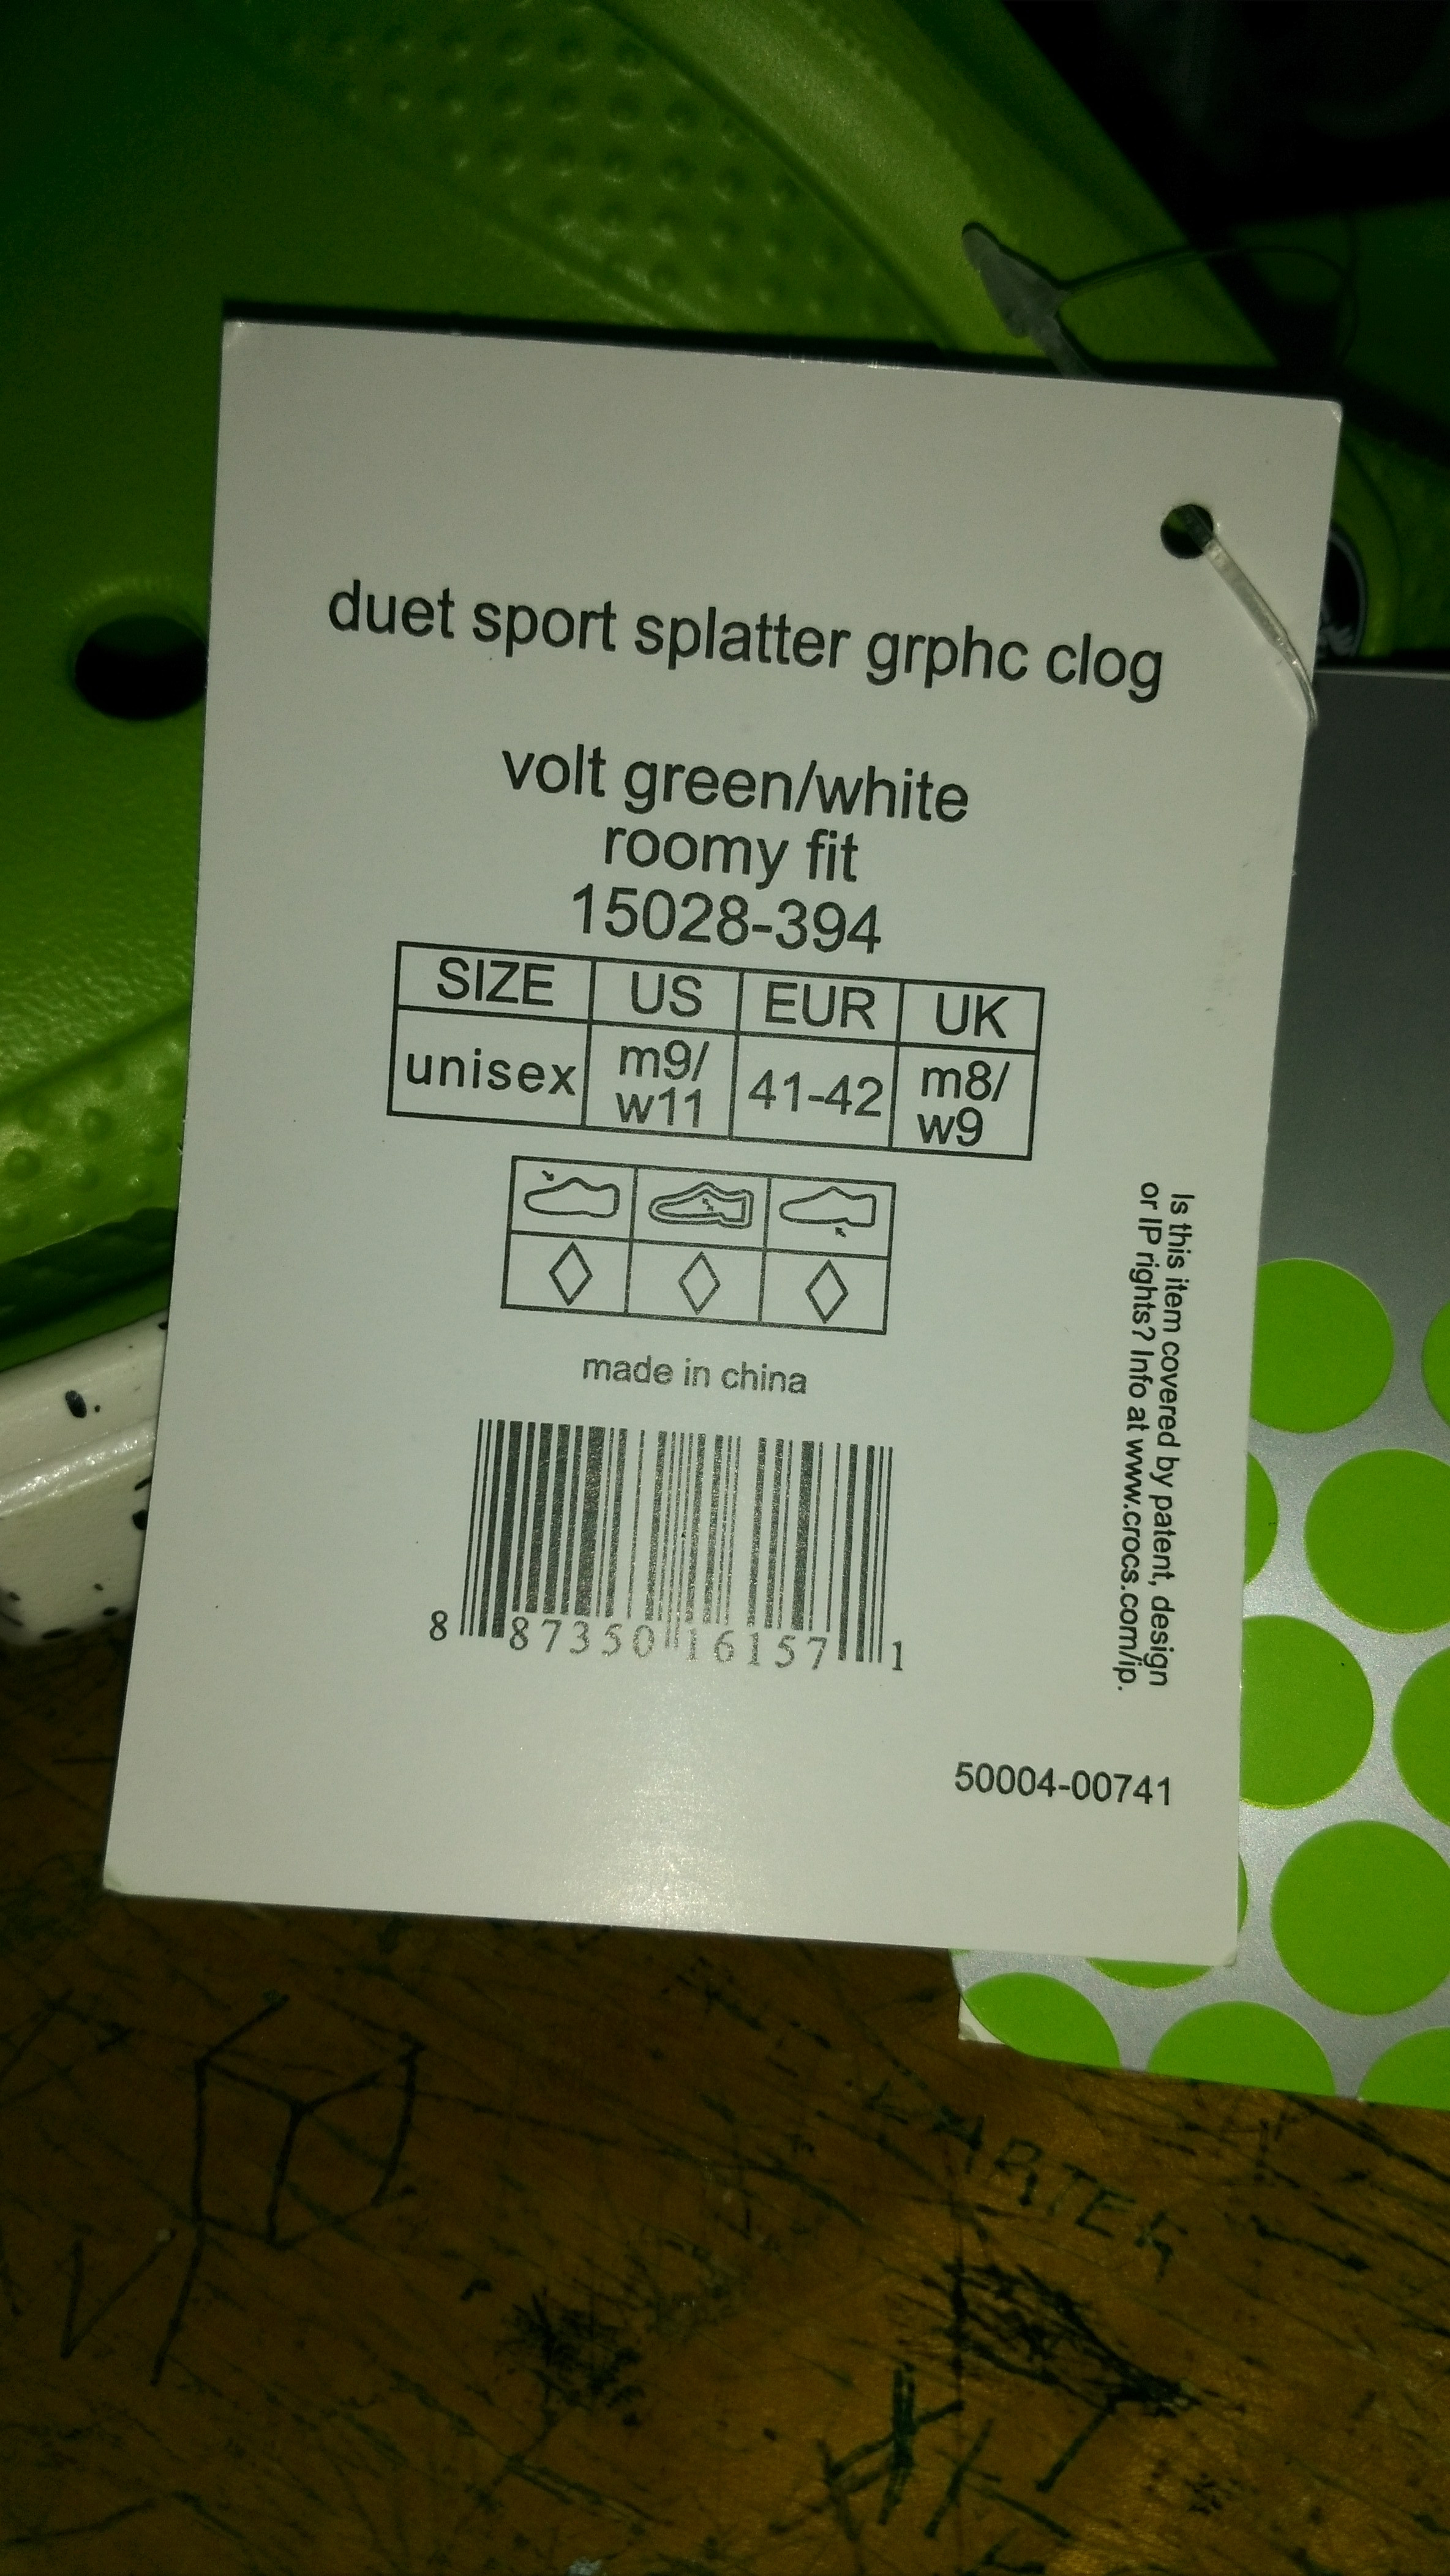 duet sport splatter grphc clog
volt green/white
roomy fit
15028-394
SIZE US EUR UK
unisex m9/ w11 41-42 m8/ w9
made in china
8 87350 16157 1
Is this item covered by patent, design
or IP rights? Info at www.crocs.com/ip.
50004-00741